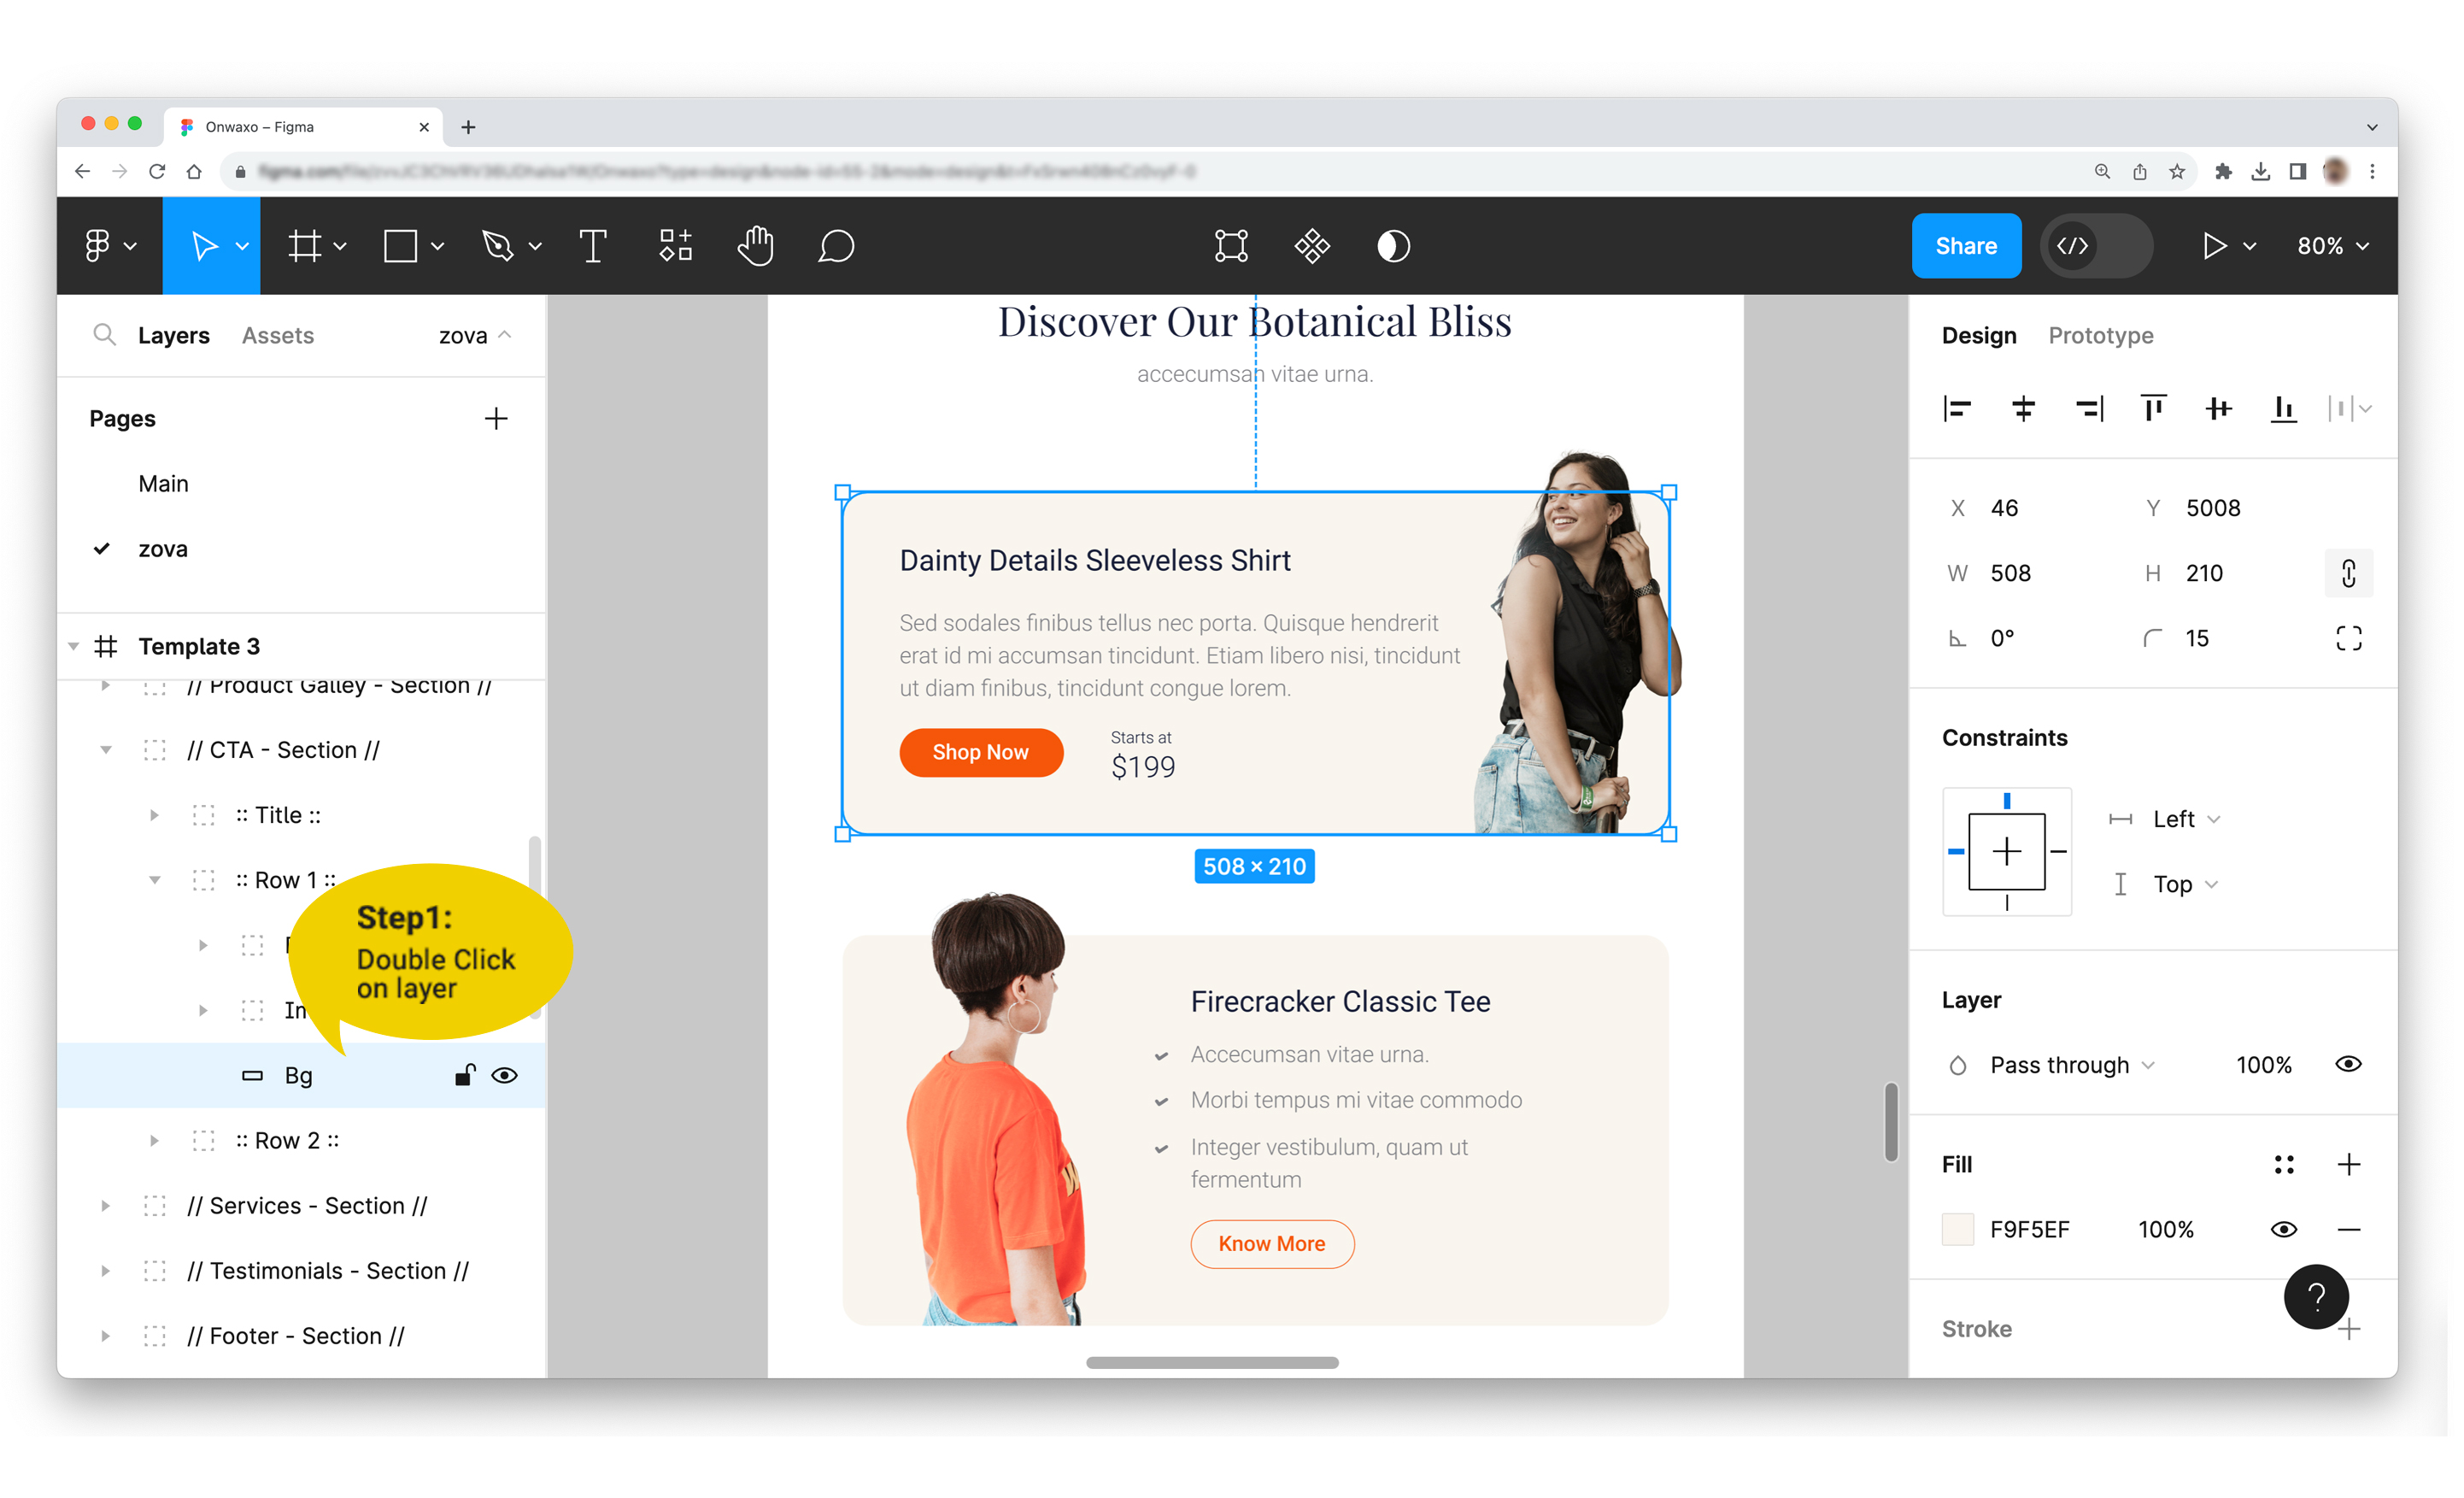 Onwaxo – Figma
Share
80%
Layers
Assets
zova
Pages
Main
zova
Template 3
// Product Galley - Section //
// CTA - Section //
:: Title ::
:: Row 1 ::
Step1:
Double Click
on layer
Bg
:: Row 2 ::
// Services - Section //
// Testimonials - Section //
// Footer - Section //
Discover Our Botanical Bliss
accecumsan vitae urna.
Dainty Details Sleeveless Shirt
Sed sodales finibus tellus nec porta. Quisque hendrerit
erat id mi accumsan tincidunt. Etiam libero nisi, tincidunt
ut diam finibus, tincidunt congue lorem.
Shop Now
Starts at
$199
508 × 210
Firecracker Classic Tee
Accecumsan vitae urna.
Morbi tempus mi vitae commodo
Integer vestibulum, quam ut
fermentum
Know More
Design
Prototype
X 46
Y 5008
W 508
H 210
0°
15
Constraints
Left
Top
Layer
Pass through
100%
Fill
F9F5EF
100%
?
Stroke